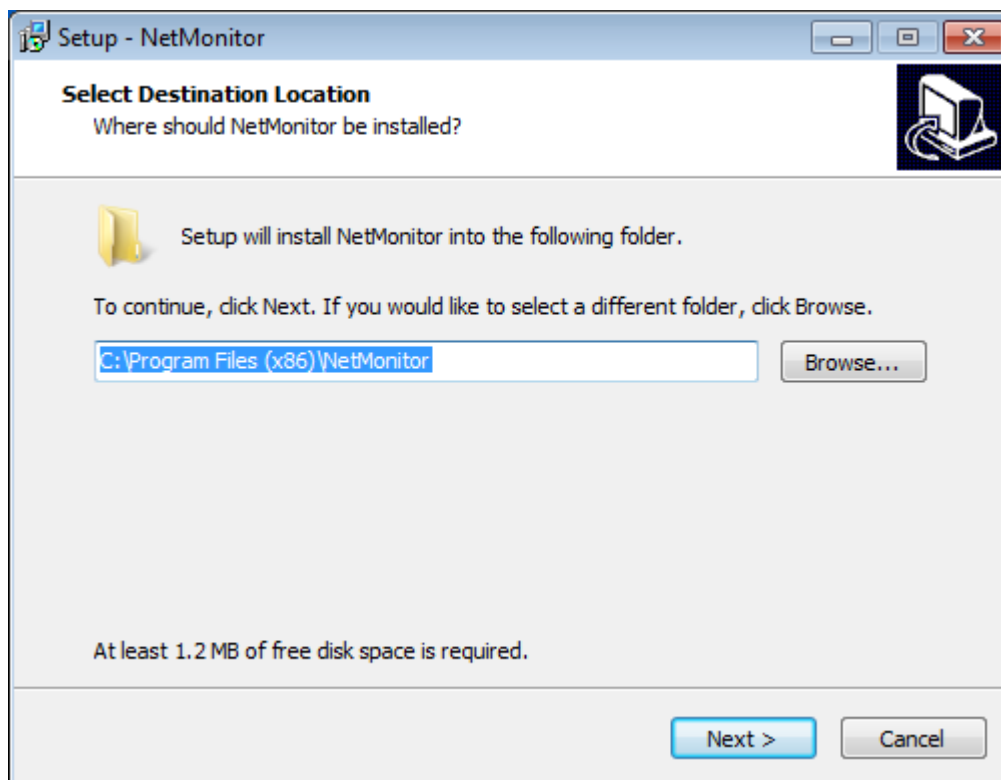 Setup - NetMonitor
Select Destination Location
Where should NetMonitor be installed?
Setup will install NetMonitor into the following folder.
To continue, click Next. If you would like to select a different folder, click Browse.
C:\Program Files (x86)\NetMonitor
Browse...
At least 1.2 MB of free disk space is required.
Next >
Cancel